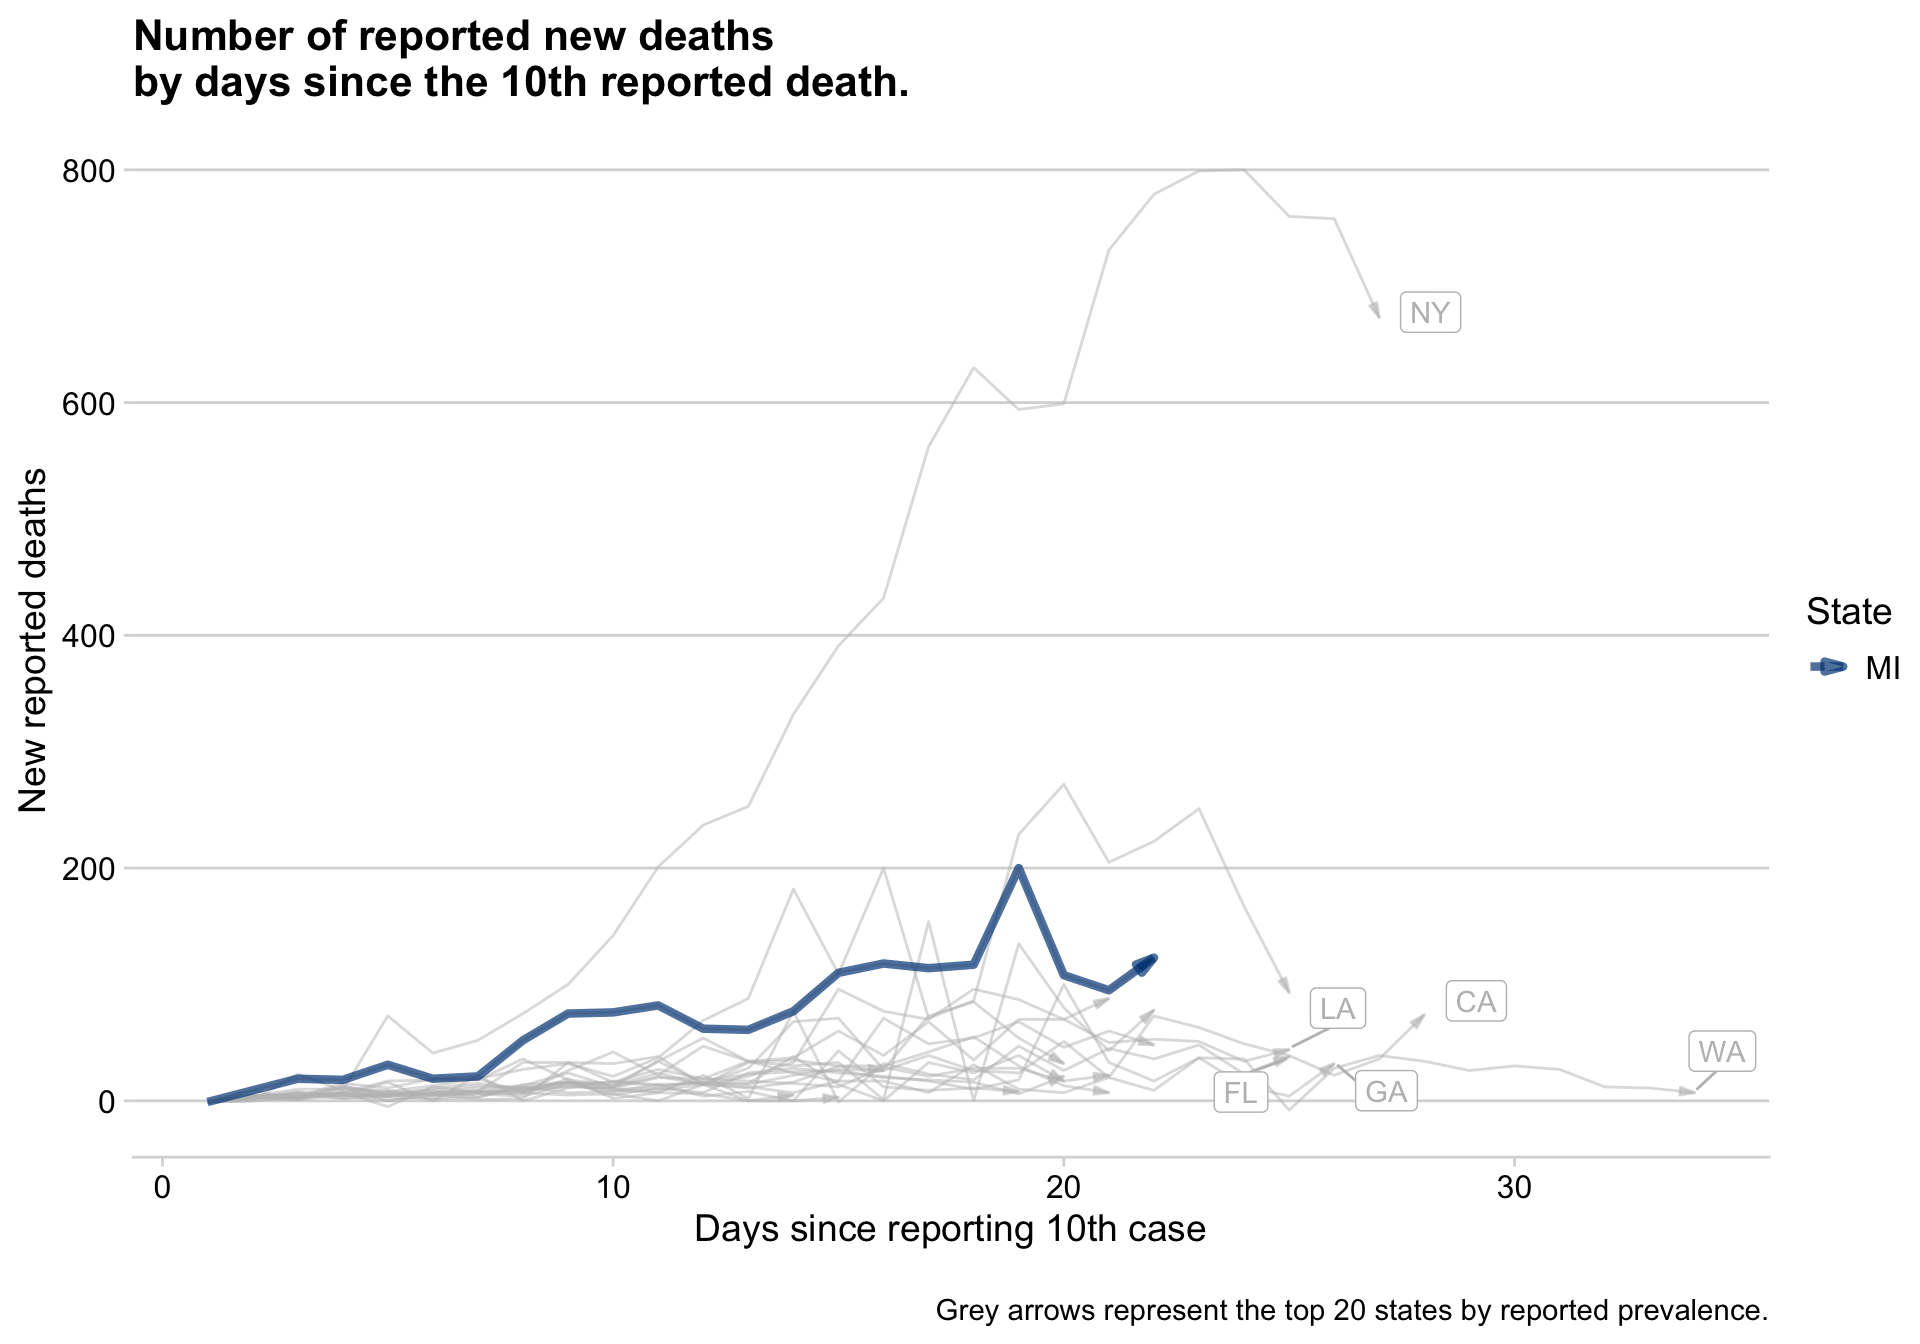 Number of reported new deaths
by days since the 10th reported death.
New reported deaths
800
600
400
200
0
NY
LA
CA
WA
FL
GA
State
MI
0
10
20
30
Days since reporting 10th case
Grey arrows represent the top 20 states by reported prevalence.